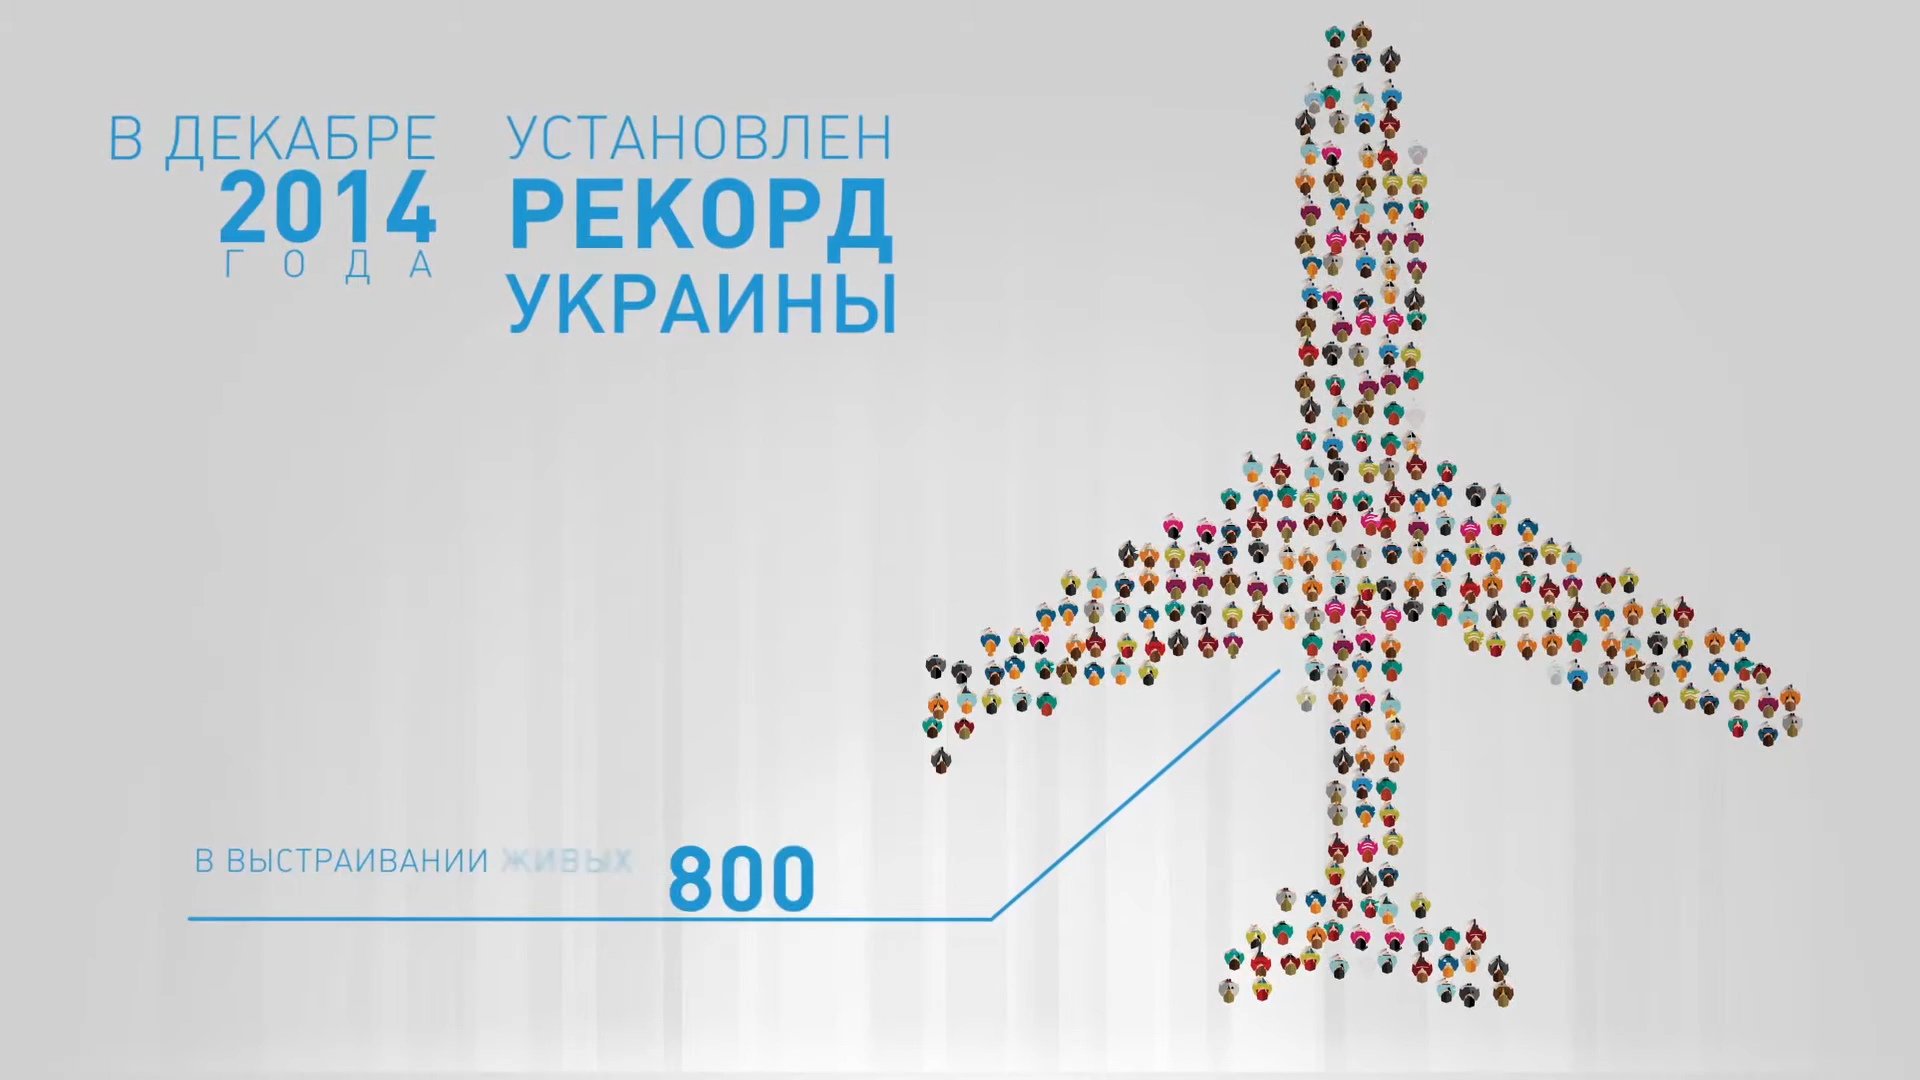 В ДЕКАБРЕ
2014
ГОДА
УСТАНОВЛЕН
РЕКОРД
УКРАИНЫ
В ВЫСТРАИВАНИИ ЖИВЫХ 800